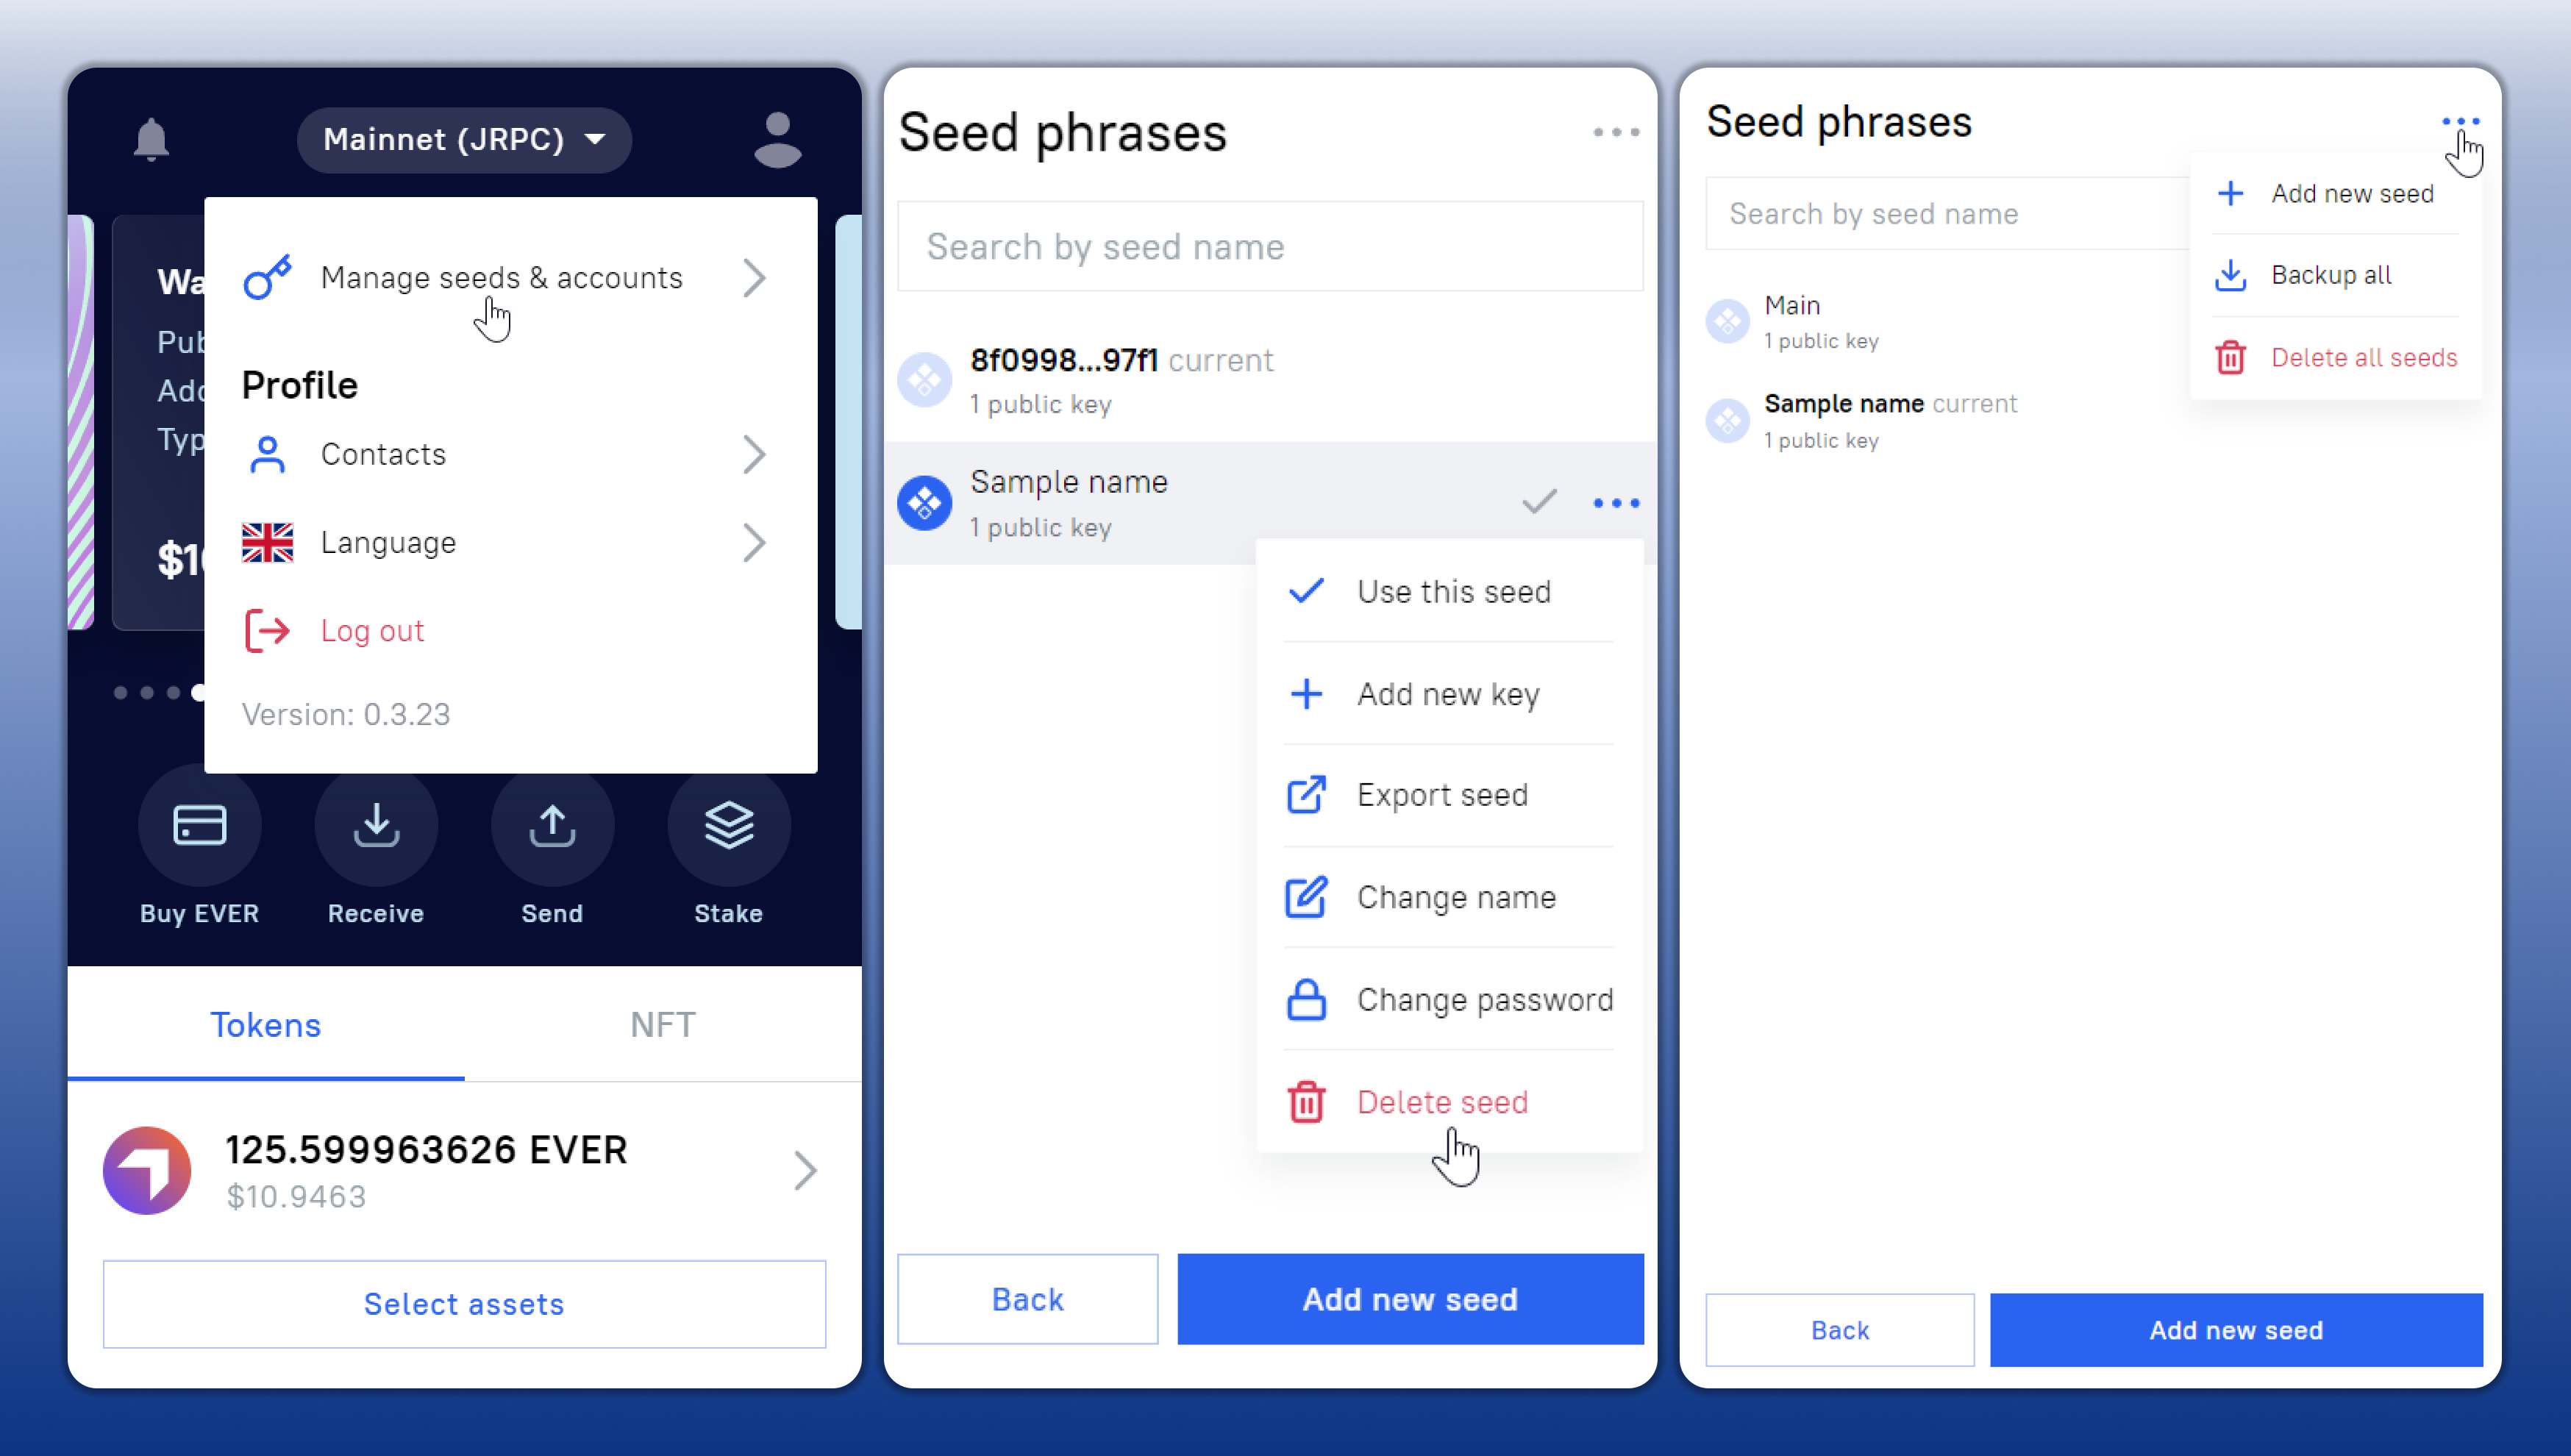 Mainnet (JRPC)
Wa
Pub
Add
Typ
$10
Manage seeds & accounts
Profile
Contacts
Language
Log out
Version: 0.3.23
Buy EVER
Receive
Send
Stake
Tokens
NFT
125.599963626 EVER
$10.9463
Select assets
Seed phrases
Search by seed name
8f0998...97f1 current
1 public key
Sample name
1 public key
Use this seed
Add new key
Export seed
Change name
Change password
Delete seed
Back
Add new seed
Seed phrases
Search by seed name
Add new seed
Backup all
Delete all seeds
Main
1 public key
Sample name current
1 public key
Back
Add new seed